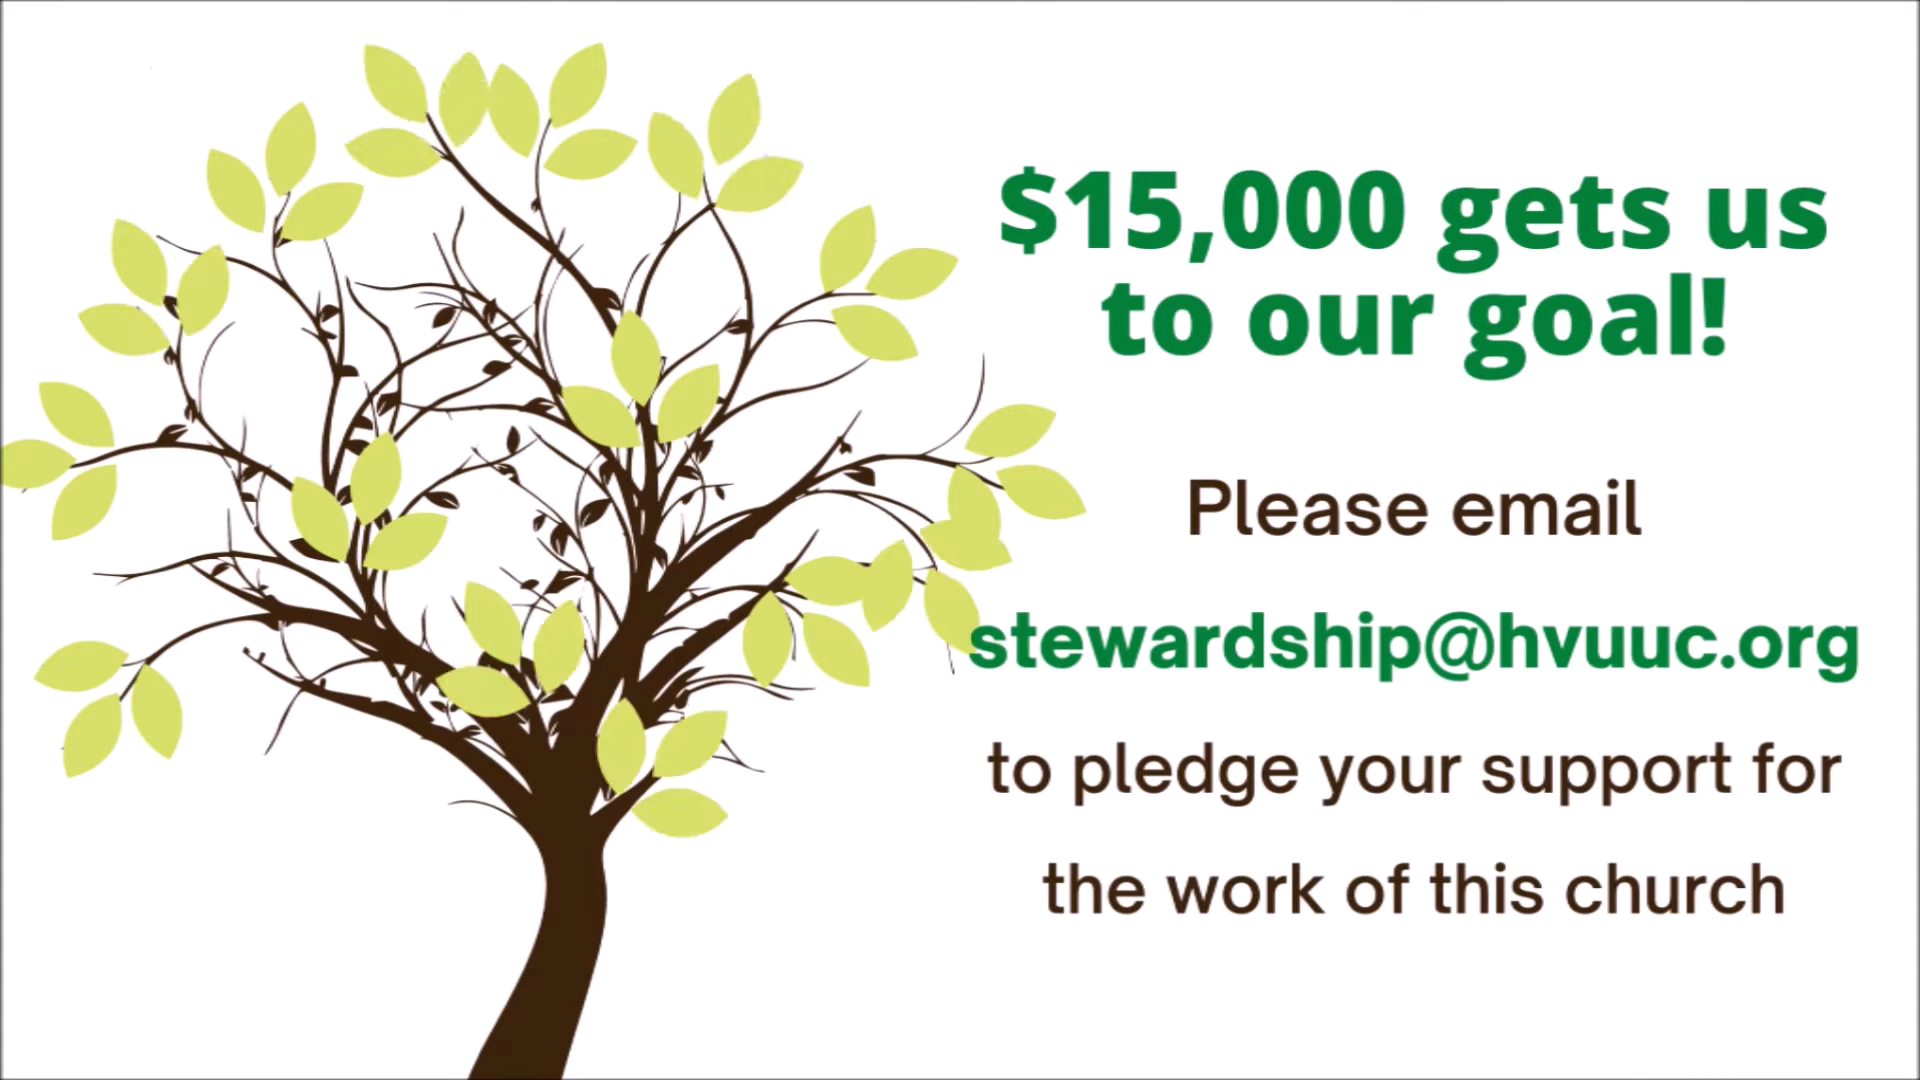 $15,000 gets us
to our goal!
Please email
stewardship@hvuuc.org
to pledge your support for
the work of this church